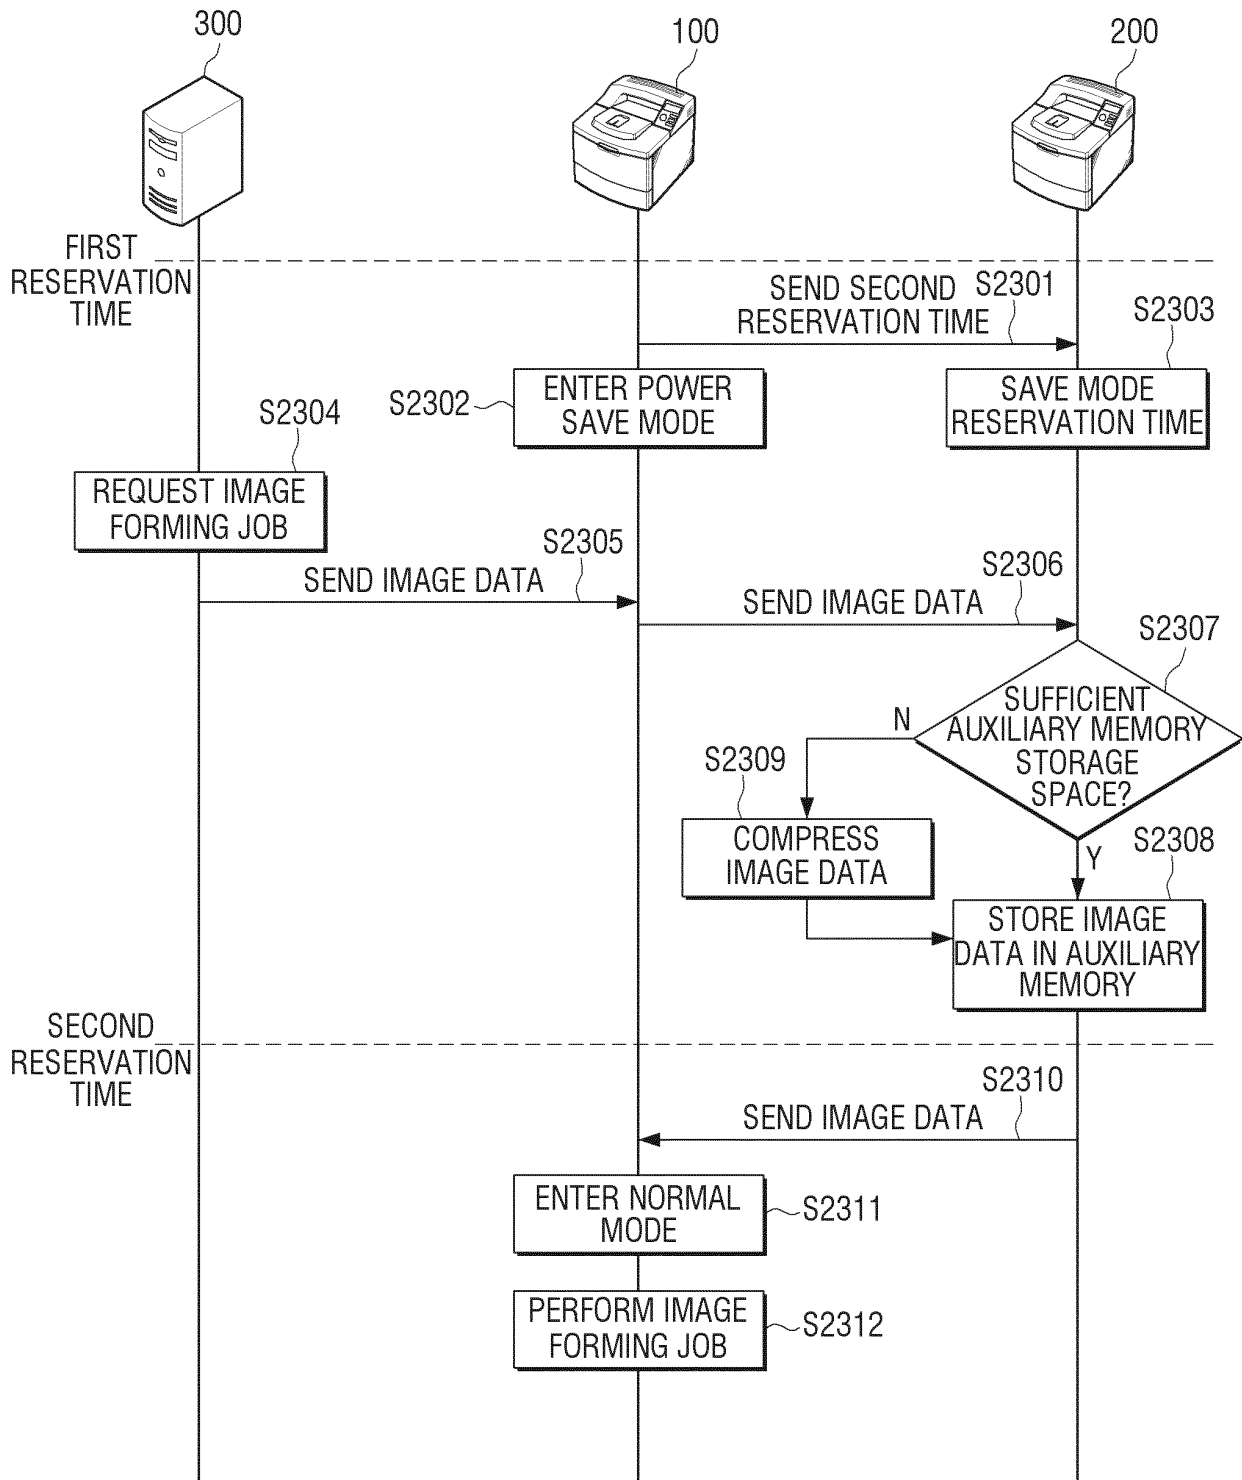 300
100
200
FIRST
RESERVATION
TIME
SEND SECOND
RESERVATION TIME
S2301
S2303
ENTER POWER
SAVE MODE
S2302
SAVE MODE
RESERVATION TIME
S2304
REQUEST IMAGE
FORMING JOB
S2305
SEND IMAGE DATA
S2306
SEND IMAGE DATA
S2307
SUFFICIENT
AUXILIARY MEMORY
STORAGE
SPACE?
N
S2309
COMPRESS
IMAGE DATA
Y
S2308
STORE IMAGE
DATA IN AUXILIARY
MEMORY
SECOND
RESERVATION
TIME
S2310
SEND IMAGE DATA
ENTER NORMAL
MODE
S2311
PERFORM IMAGE
FORMING JOB
S2312